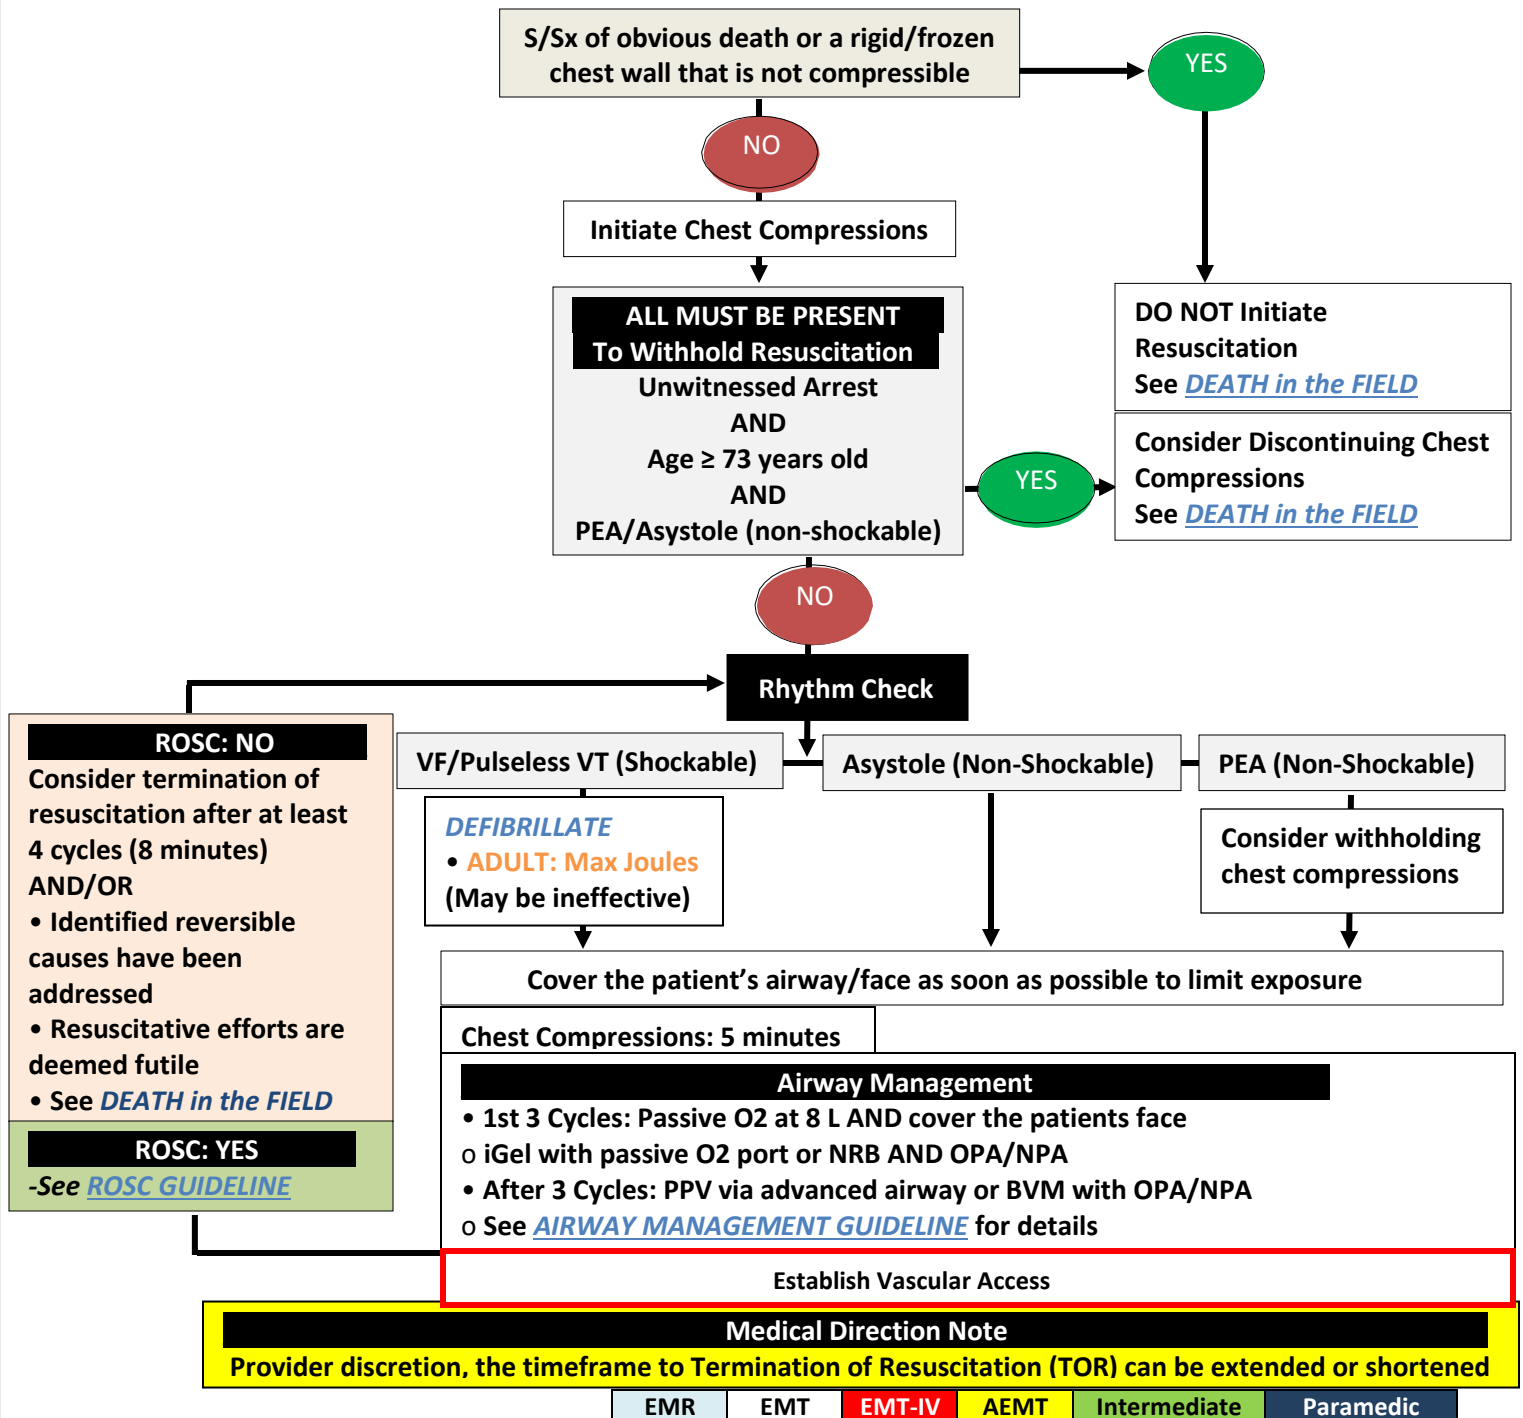 S/Sx of obvious death or a rigid/frozen
chest wall that is not compressible
YES
NO
Initiate Chest Compressions
ALL MUST BE PRESENT
To Withhold Resuscitation
Unwitnessed Arrest
AND
Age ≥ 73 years old
AND
PEA/Asystole (non-shockable)
YES
DO NOT Initiate
Resuscitation
See DEATH in the FIELD
Consider Discontinuing Chest
Compressions
See DEATH in the FIELD
NO
Rhythm Check
ROSC: NO
Consider termination of
resuscitation after at least
4 cycles (8 minutes)
AND/OR
• Identified reversible
causes have been
addressed
• Resuscitative efforts are
deemed futile
• See DEATH in the FIELD
ROSC: YES
-See ROSC GUIDELINE
VF/Pulseless VT (Shockable)
Asystole (Non-Shockable)
PEA (Non-Shockable)
DEFIBRILLATE
• ADULT: Max Joules
(May be ineffective)
Consider withholding
chest compressions
Cover the patient's airway/face as soon as possible to limit exposure
Chest Compressions: 5 minutes
Airway Management
• 1st 3 Cycles: Passive O2 at 8 L AND cover the patients face
o iGel with passive O2 port or NRB AND OPA/NPA
• After 3 Cycles: PPV via advanced airway or BVM with OPA/NPA
o See AIRWAY MANAGEMENT GUIDELINE for details
Establish Vascular Access
Medical Direction Note
Provider discretion, the timeframe to Termination of Resuscitation (TOR) can be extended or shortened
EMR EMT EMT-IV AEMT Intermediate Paramedic